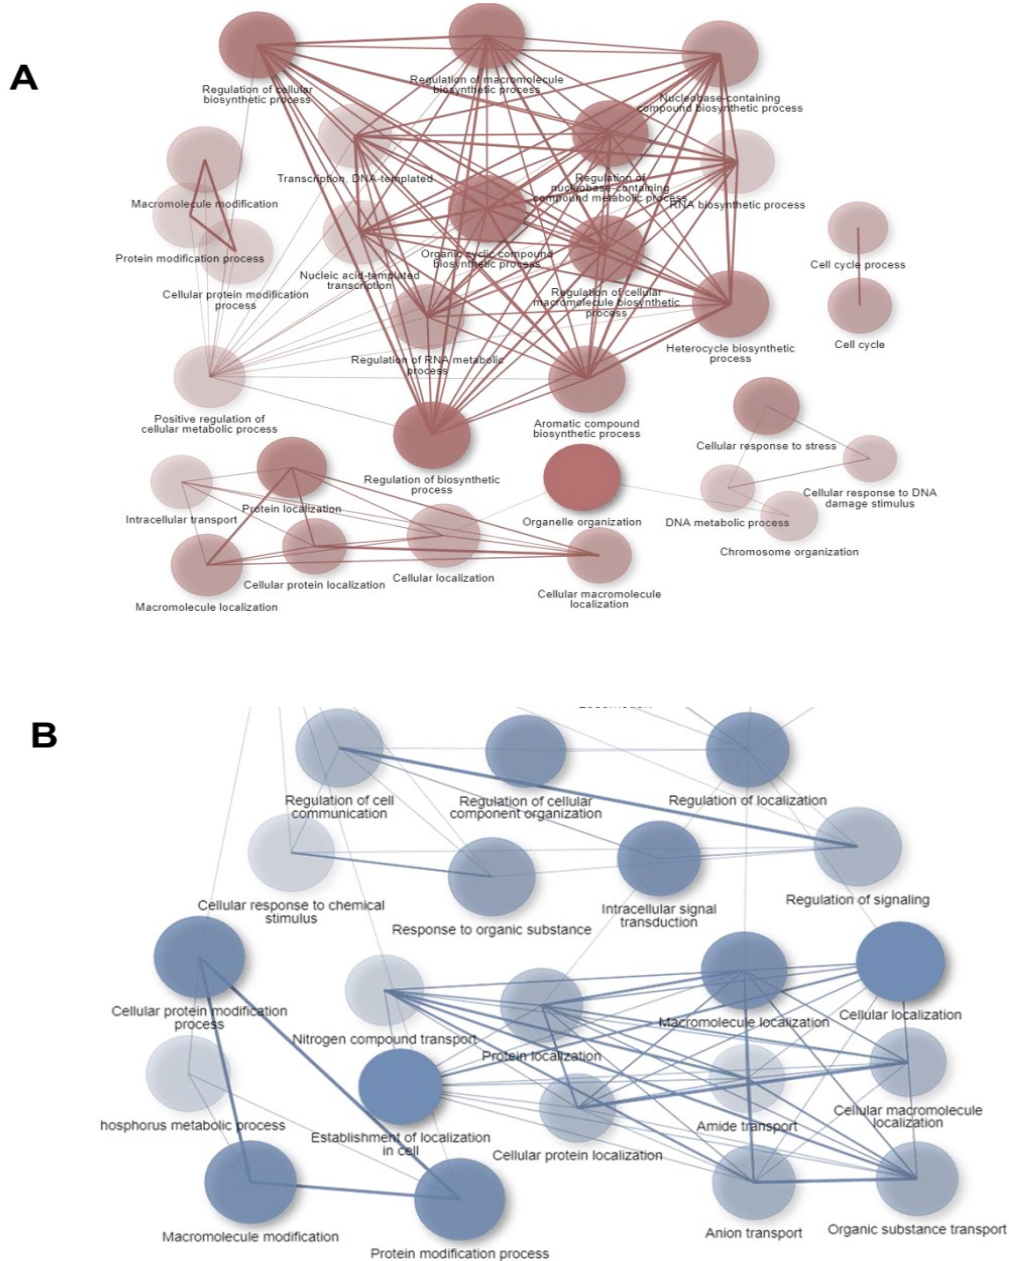 A
Regulation of cellular
biosynthetic process
Regulation of macromolecule
biosynthetic process
Nucleobase-containing
compound biosynthetic process
Macromolecule modification
Transcription, DNA-templated
Regulation of
nucleobase-containing
compound metabolic process
RNA biosynthetic process
Protein modification process
Cellular protein modification
process
Nucleic acid-templated
transcription
Organic cyclic compound
biosynthetic process
Regulation of cellular
macromolecule biosynthetic
process
Cell cycle process
Cell cycle
Regulation of RNA metabolic
process
Heterocycle biosynthetic
process
Positive regulation of
cellular metabolic process
Aromatic compound
biosynthetic process
Cellular response to stress
Regulation of biosynthetic
process
Intracellular transport
Protein localization
Organelle organization
DNA metabolic process
Cellular response to DNA
damage stimulus
Chromosome organization
Macromolecule localization
Cellular protein localization
Cellular localization
Cellular macromolecule
localization
B
Regulation of cell
communication
Regulation of cellular
component organization
Regulation of localization
Cellular response to chemical
stimulus
Response to organic substance
Intracellular signal
transduction
Regulation of signaling
Cellular protein modification
process
Nitrogen compound transport
Protein localization
Macromolecule localization
Cellular localization
hosphorus metabolic process
Establishment of localization
in cell
Cellular protein localization
Amide transport
Cellular macromolecule
localization
Macromolecule modification
Protein modification process
Anion transport
Organic substance transport